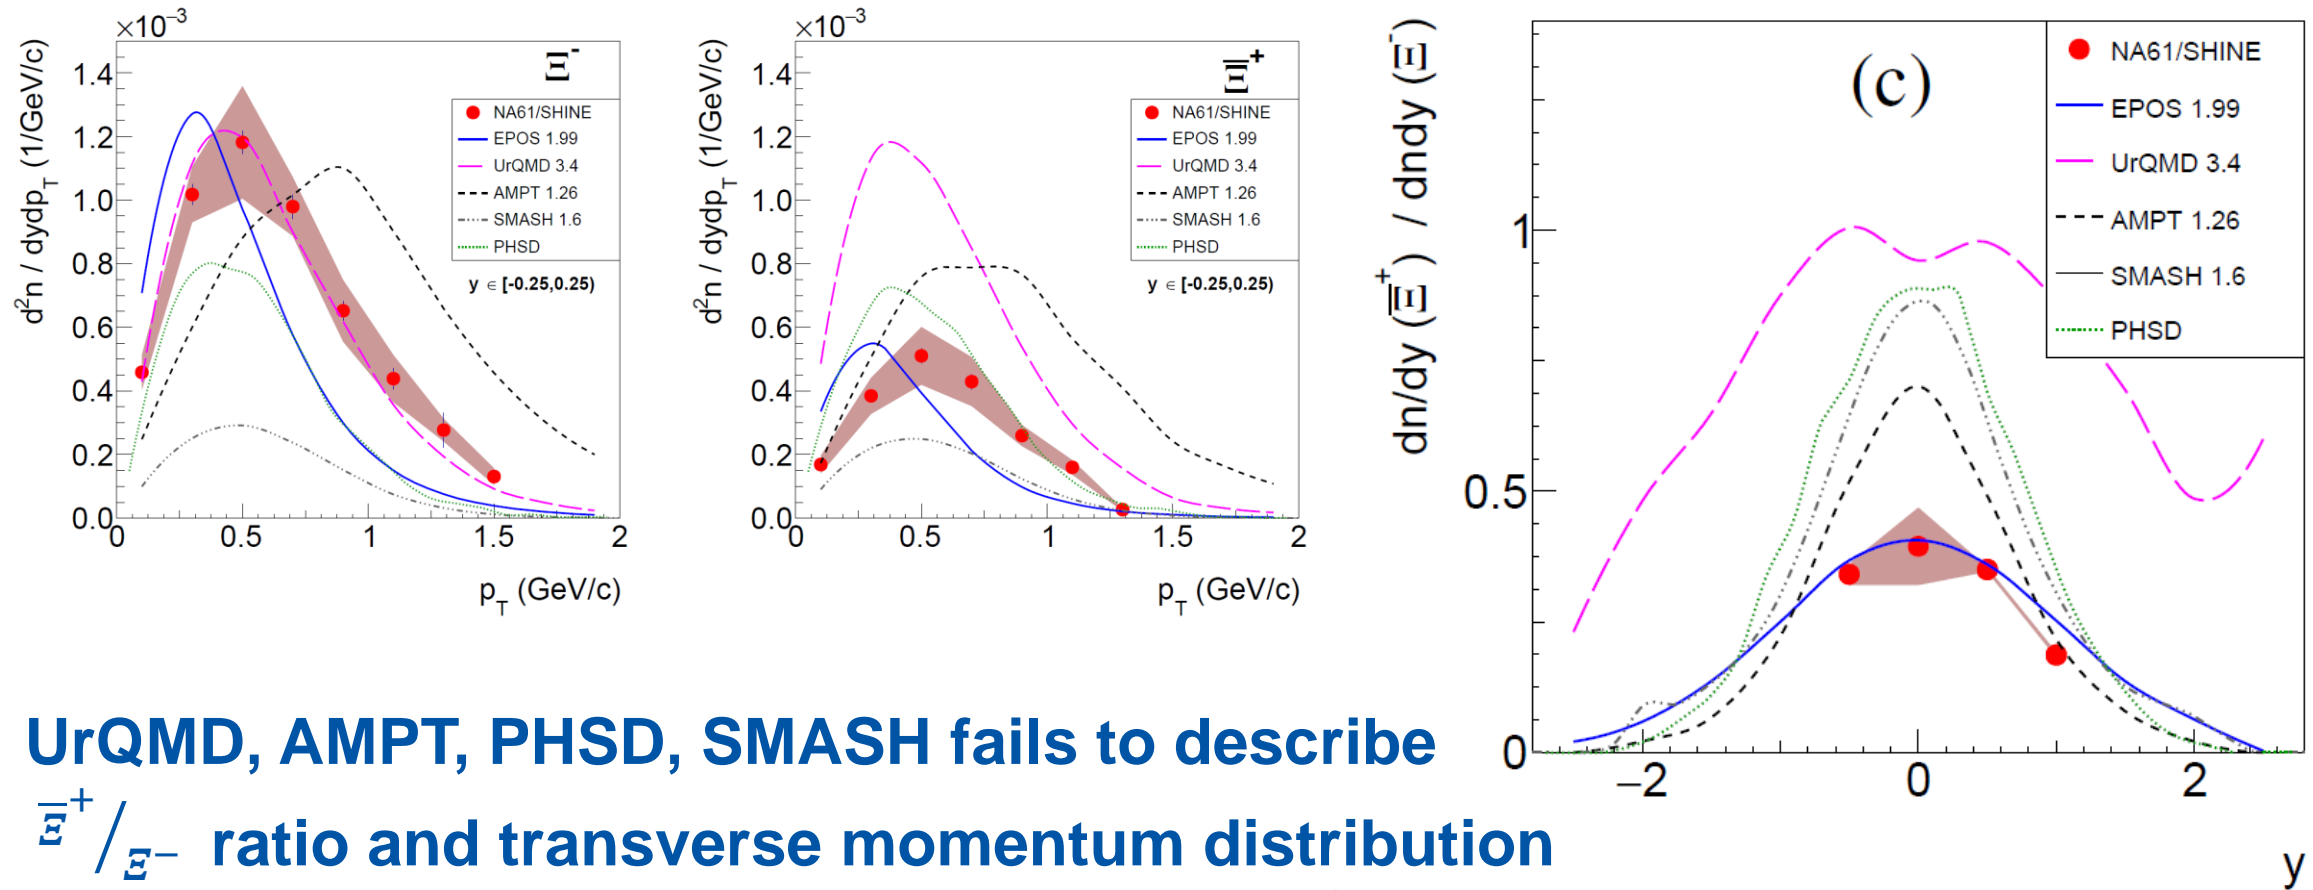 ×10⁻³
d²n / dydp_T (1/GeV/c)
1.4
1.2
1.0
0.8
0.6
0.4
0.2
0.0
0 0.5 1 1.5 2
p_T (GeV/c)
Ξ⁻
NA61/SHINE
EPOS 1.99
UrQMD 3.4
AMPT 1.26
SMASH 1.6
PHSD
y ∈ [-0.25,0.25)
×10⁻³
d²n / dydp_T (1/GeV/c)
1.4
1.2
1.0
0.8
0.6
0.4
0.2
0.0
0 0.5 1 1.5 2
p_T (GeV/c)
Ξ̅⁺
NA61/SHINE
EPOS 1.99
UrQMD 3.4
AMPT 1.26
SMASH 1.6
PHSD
y ∈ [-0.25,0.25)
dn/dy (Ξ̅⁺) / dndy (Ξ⁻)
(c)
NA61/SHINE
EPOS 1.99
UrQMD 3.4
AMPT 1.26
SMASH 1.6
PHSD
1
0.5
0
−2 0 2
y
UrQMD, AMPT, PHSD, SMASH fails to describe
Ξ̅⁺/Ξ⁻ ratio and transverse momentum distribution